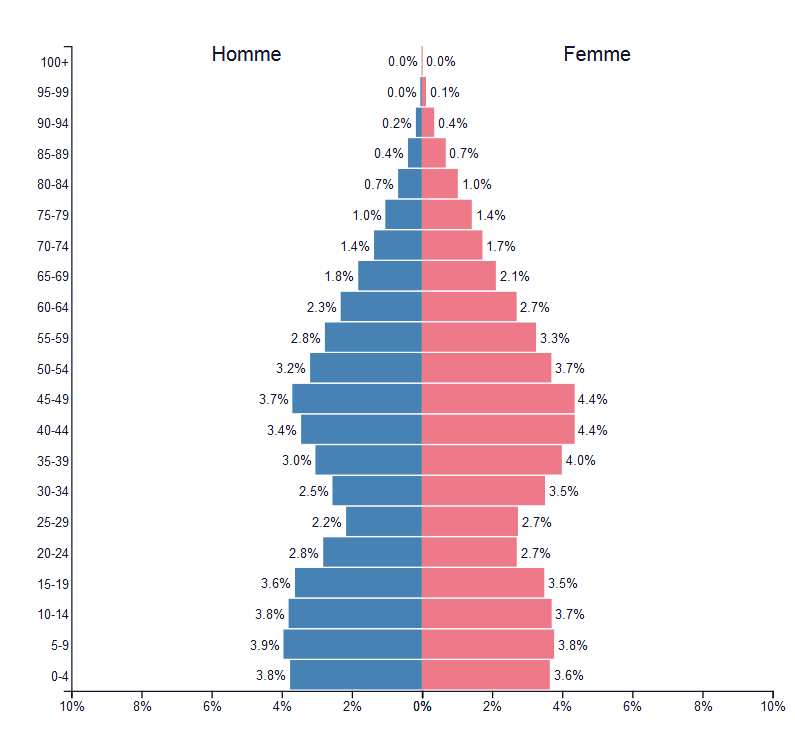 Homme Femme
100+ 0.0% 0.0%
95-99 0.0% 0.1%
90-94 0.2% 0.4%
85-89 0.4% 0.7%
80-84 0.7% 1.0%
75-79 1.0% 1.4%
70-74 1.4% 1.7%
65-69 1.8% 2.1%
60-64 2.3% 2.7%
55-59 2.8% 3.3%
50-54 3.2% 3.7%
45-49 3.7% 4.4%
40-44 3.4% 4.4%
35-39 3.0% 4.0%
30-34 2.5% 3.5%
25-29 2.2% 2.7%
20-24 2.8% 2.7%
15-19 3.6% 3.5%
10-14 3.8% 3.7%
5-9 3.9% 3.8%
0-4 3.8% 3.6%
10% 8% 6% 4% 2% 0% 2% 4% 6% 8% 10%